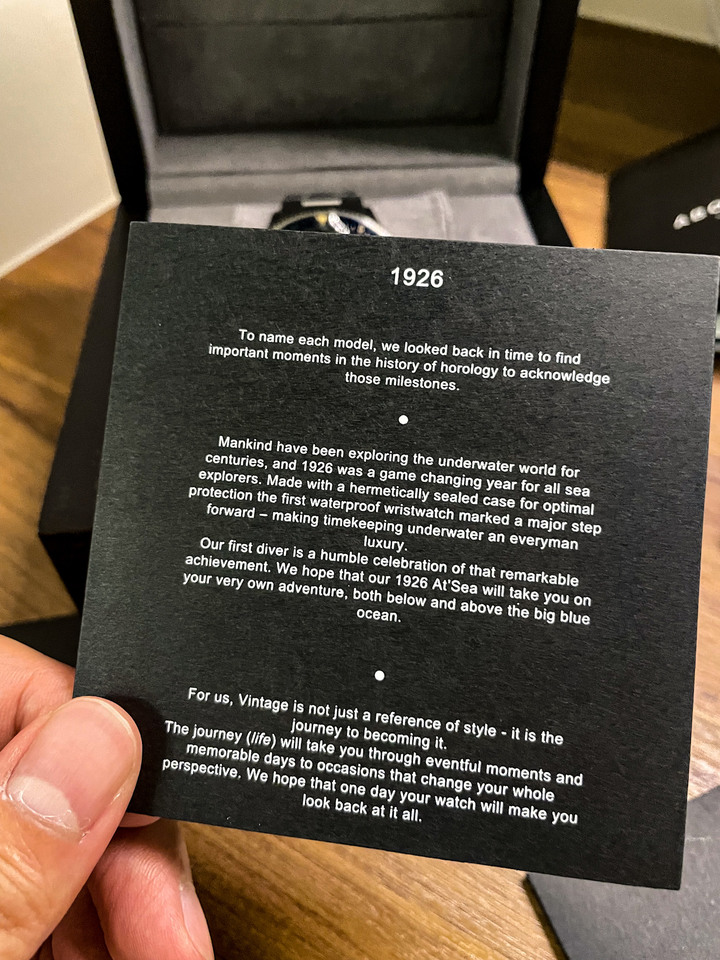 1926
To name each model, we looked back in time to find
important moments in the history of horology to acknowledge
those milestones.
Mankind have been exploring the underwater world for
centuries, and 1926 was a game changing year for all sea
explorers. Made with a hermetically sealed case for optimal
protection the first waterproof wristwatch marked a major step
forward – making timekeeping underwater an everyman
luxury.
Our first diver is a humble celebration of that remarkable
achievement. We hope that our 1926 At'Sea will take you on
your very own adventure, both below and above the big blue
ocean.
For us, Vintage is not just a reference of style - it is the
journey to becoming it.
The journey (life) will take you through eventful moments and
memorable days to occasions that change your whole
perspective. We hope that one day your watch will make you
look back at it all.